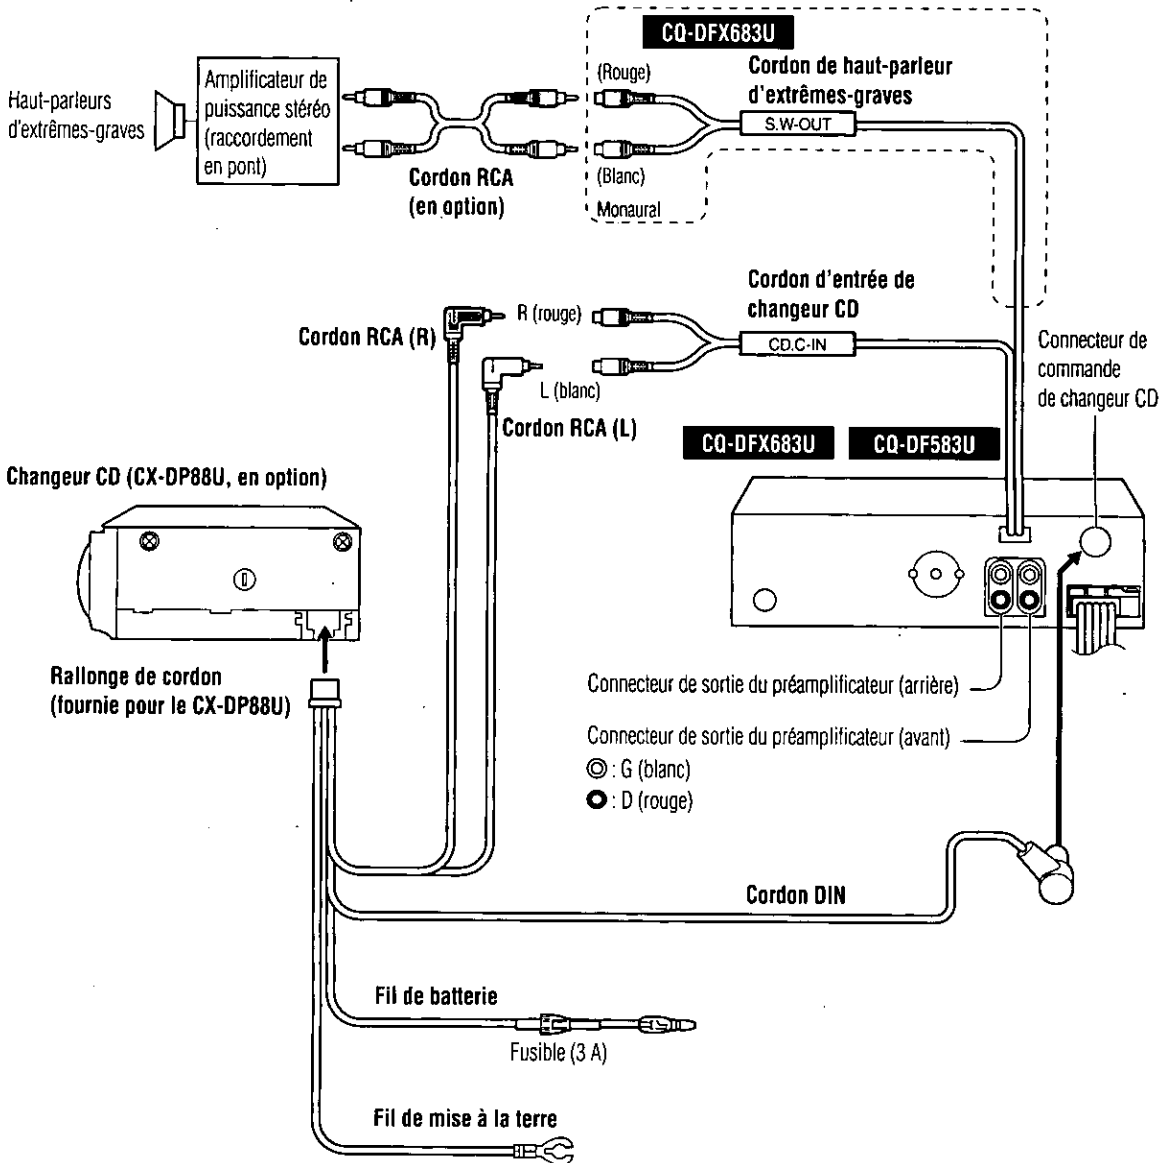 CQ-DFX683U
Haut-parleurs
d'extrêmes-graves
Amplificateur de
puissance stéréo
(raccordement
en pont)
Cordon RCA
(en option)
(Rouge)
(Blanc)
Monaural
Cordon de haut-parleur
d'extrêmes-graves
S.W-OUT
Cordon d'entrée de
changeur CD
CD.C-IN
R (rouge)
Cordon RCA (R)
L (blanc)
Cordon RCA (L)
Connecteur de
commande
de changeur CD
CQ-DFX683U
CQ-DF583U
Changeur CD (CX-DP88U, en option)
Rallonge de cordon
(fournie pour le CX-DP88U)
Connecteur de sortie du préamplificateur (arrière)
Connecteur de sortie du préamplificateur (avant)
: G (blanc)
: D (rouge)
Cordon DIN
Fil de batterie
Fusible (3 A)
Fil de mise à la terre